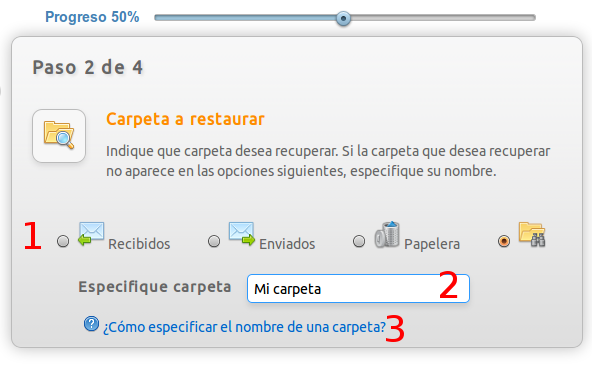 Progreso 50%
Paso 2 de 4
Carpeta a restaurar
Indique que carpeta desea recuperar. Si la carpeta que desea recuperar
no aparece en las opciones siguientes, especifique su nombre.
1 Recibidos Enviados Papelera
Especifique carpeta Mi carpeta 2
? ¿Cómo especificar el nombre de una carpeta? 3